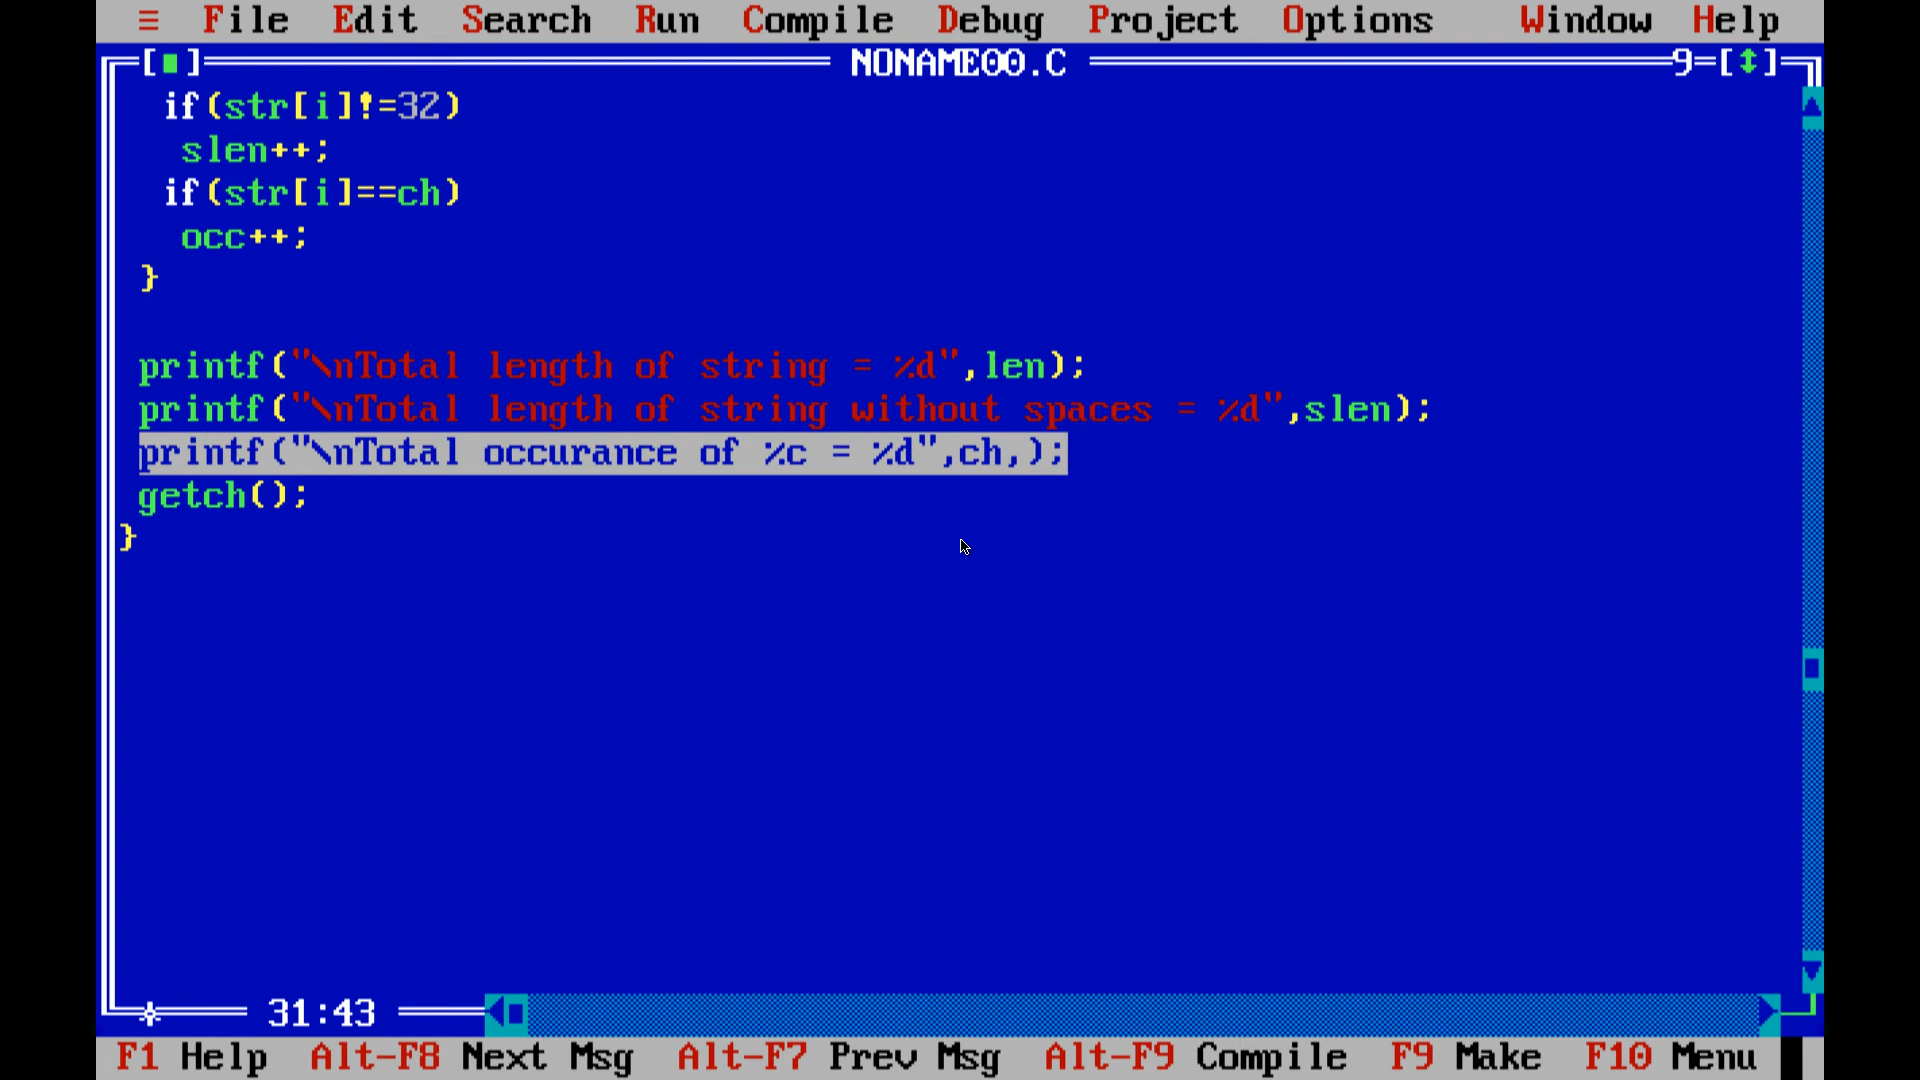 ≡ File Edit Search Run Compile Debug Project Options Window Help
[■] NONAME00.C 9=[↕]
if(str[i]!=32)
slen++;
if(str[i]==ch)
occ++;
}
printf("\nTotal length of string = %d",len);
printf("\nTotal length of string without spaces = %d",slen);
printf("\nTotal occurance of %c = %d",ch,);
getch();
}
31:43
F1 Help Alt-F8 Next Msg Alt-F7 Prev Msg Alt-F9 Compile F9 Make F10 Menu